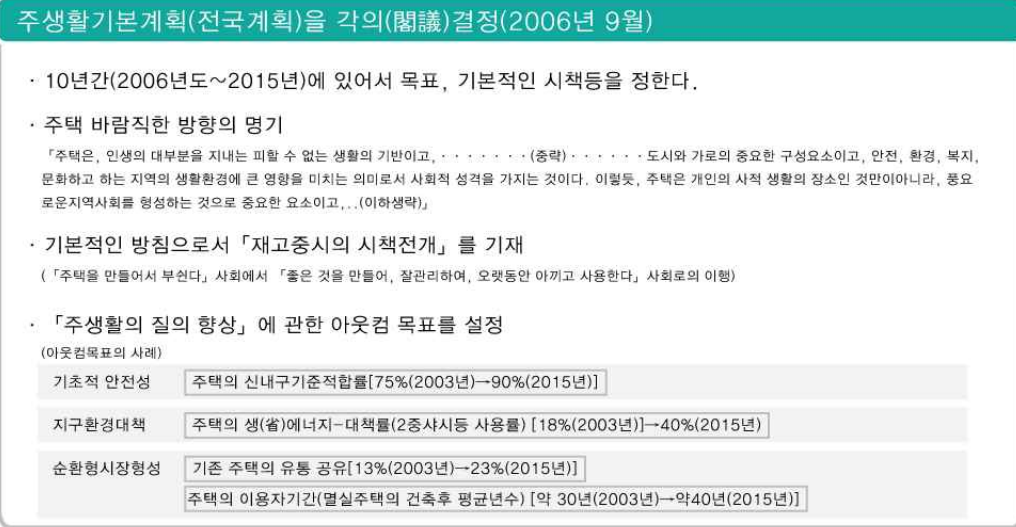 주생활기본계획(전국계획)을 각의(閣議)결정(2006년 9월)
· 10년간(2006년도~2015년)에 있어서 목표, 기본적인 시책등을 정한다.
· 주택 바람직한 방향의 명기
「주택은, 인생의 대부분을 지내는 피할 수 없는 생활의 기반이고, · · · · · · · (중략) · · · · · · 도시와 가로의 중요한 구성요소이고, 안전, 환경, 복지,
문화하고 하는 지역의 생활환경에 큰 영향을 미치는 의미로서 사회적 성격을 가지는 것이다. 이렇듯, 주택은 개인의 사적 생활의 장소인 것만이아니라, 풍요
로운지역사회를 형성하는 것으로 중요한 요소이고,..(이하생략)」
· 기본적인 방침으로서 「재고중시의 시책전개」를 기재
(「주택을 만들어서 부쉰다」사회에서 「좋은 것을 만들어, 잘관리하여, 오랫동안 아끼고 사용한다」사회로의 이행)
· 「주생활의 질의 향상」에 관한 아웃컴 목표를 설정
(아웃컴목표의 사례)
기초적 안전성 주택의 신내구기준적합률[75%(2003년)→90%(2015년)]
지구환경대책 주택의 생(省)에너지-대책률(2중샤시등 사용률) [18%(2003년)]→40%(2015년)
순환형시장형성 기존 주택의 유통 공유[13%(2003년)→23%(2015년)]
주택의 이용자기간(멸실주택의 건축후 평균년수) [약 30년(2003년)→약40년(2015년)]